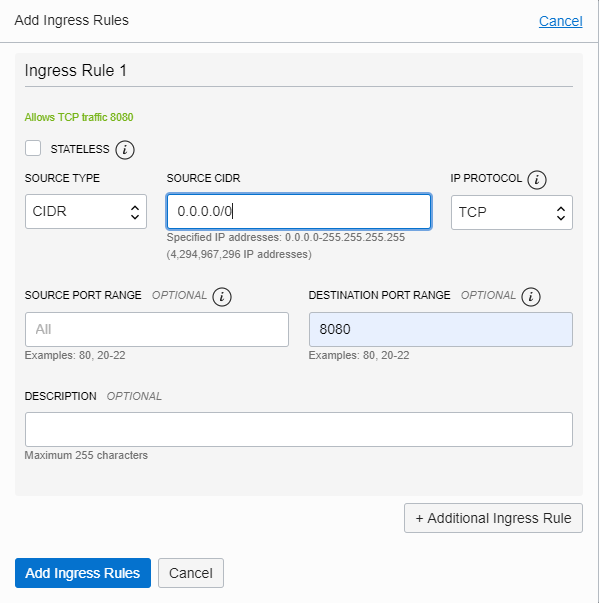 Add Ingress Rules Cancel
Ingress Rule 1
Allows TCP traffic 8080
STATELESS i
SOURCE TYPE SOURCE CIDR IP PROTOCOL i
CIDR 0.0.0.0/0 TCP
Specified IP addresses: 0.0.0.0-255.255.255.255
(4,294,967,296 IP addresses)
SOURCE PORT RANGE OPTIONAL i DESTINATION PORT RANGE OPTIONAL i
All 8080
Examples: 80, 20-22 Examples: 80, 20-22
DESCRIPTION OPTIONAL
Maximum 255 characters
+ Additional Ingress Rule
Add Ingress Rules Cancel